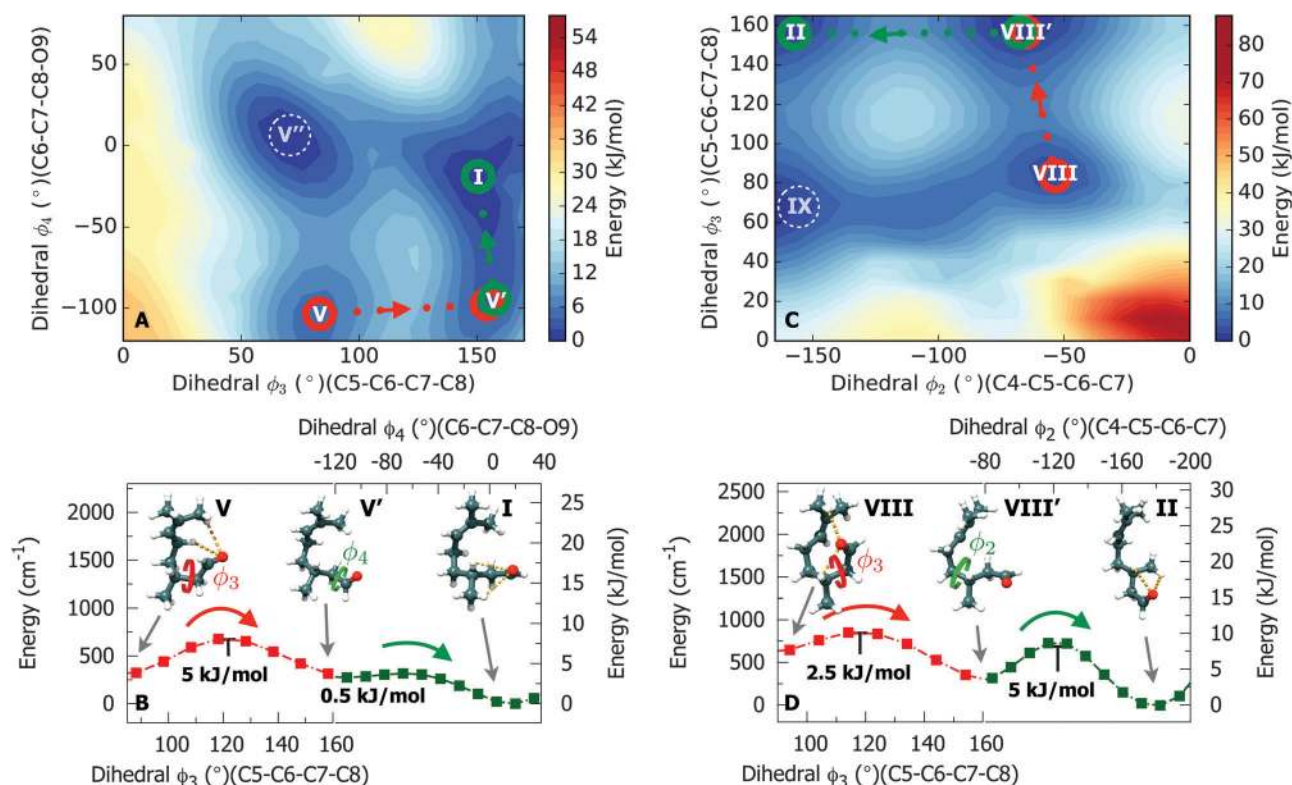 50
0
−50
−100
Dihedral ϕ4 (°)(C6-C7-C8-O9)
V″
I
V
V′
A
0
50
100
150
Dihedral ϕ3 (°)(C5-C6-C7-C8)
54
48
42
36
30
24
18
12
6
0
Energy (kJ/mol)
160
140
120
100
80
60
40
20
0
Dihedral ϕ3 (°)(C5-C6-C7-C8)
II
VIII′
VIII
IX
C
−150
−100
−50
0
Dihedral ϕ2 (°)(C4-C5-C6-C7)
80
70
60
50
40
30
20
10
0
Energy (kJ/mol)
Dihedral ϕ4 (°)(C6-C7-C8-O9)
-120 -80 -40 0 40
2000
1500
1000
500
0
Energy (cm-1)
V
V′
I
ϕ3
ϕ4
5 kJ/mol
0.5 kJ/mol
B
25
20
15
10
5
0
Energy (kJ/mol)
100 120 140 160
Dihedral ϕ3 (°)(C5-C6-C7-C8)
Dihedral ϕ2 (°)(C4-C5-C6-C7)
-80 -120 -160 -200
2500
2000
1500
1000
500
0
Energy (cm-1)
VIII
VIII′
II
ϕ3
ϕ2
2.5 kJ/mol
5 kJ/mol
D
30
25
20
15
10
5
0
Energy (kJ/mol)
100 120 140 160
Dihedral ϕ3 (°)(C5-C6-C7-C8)